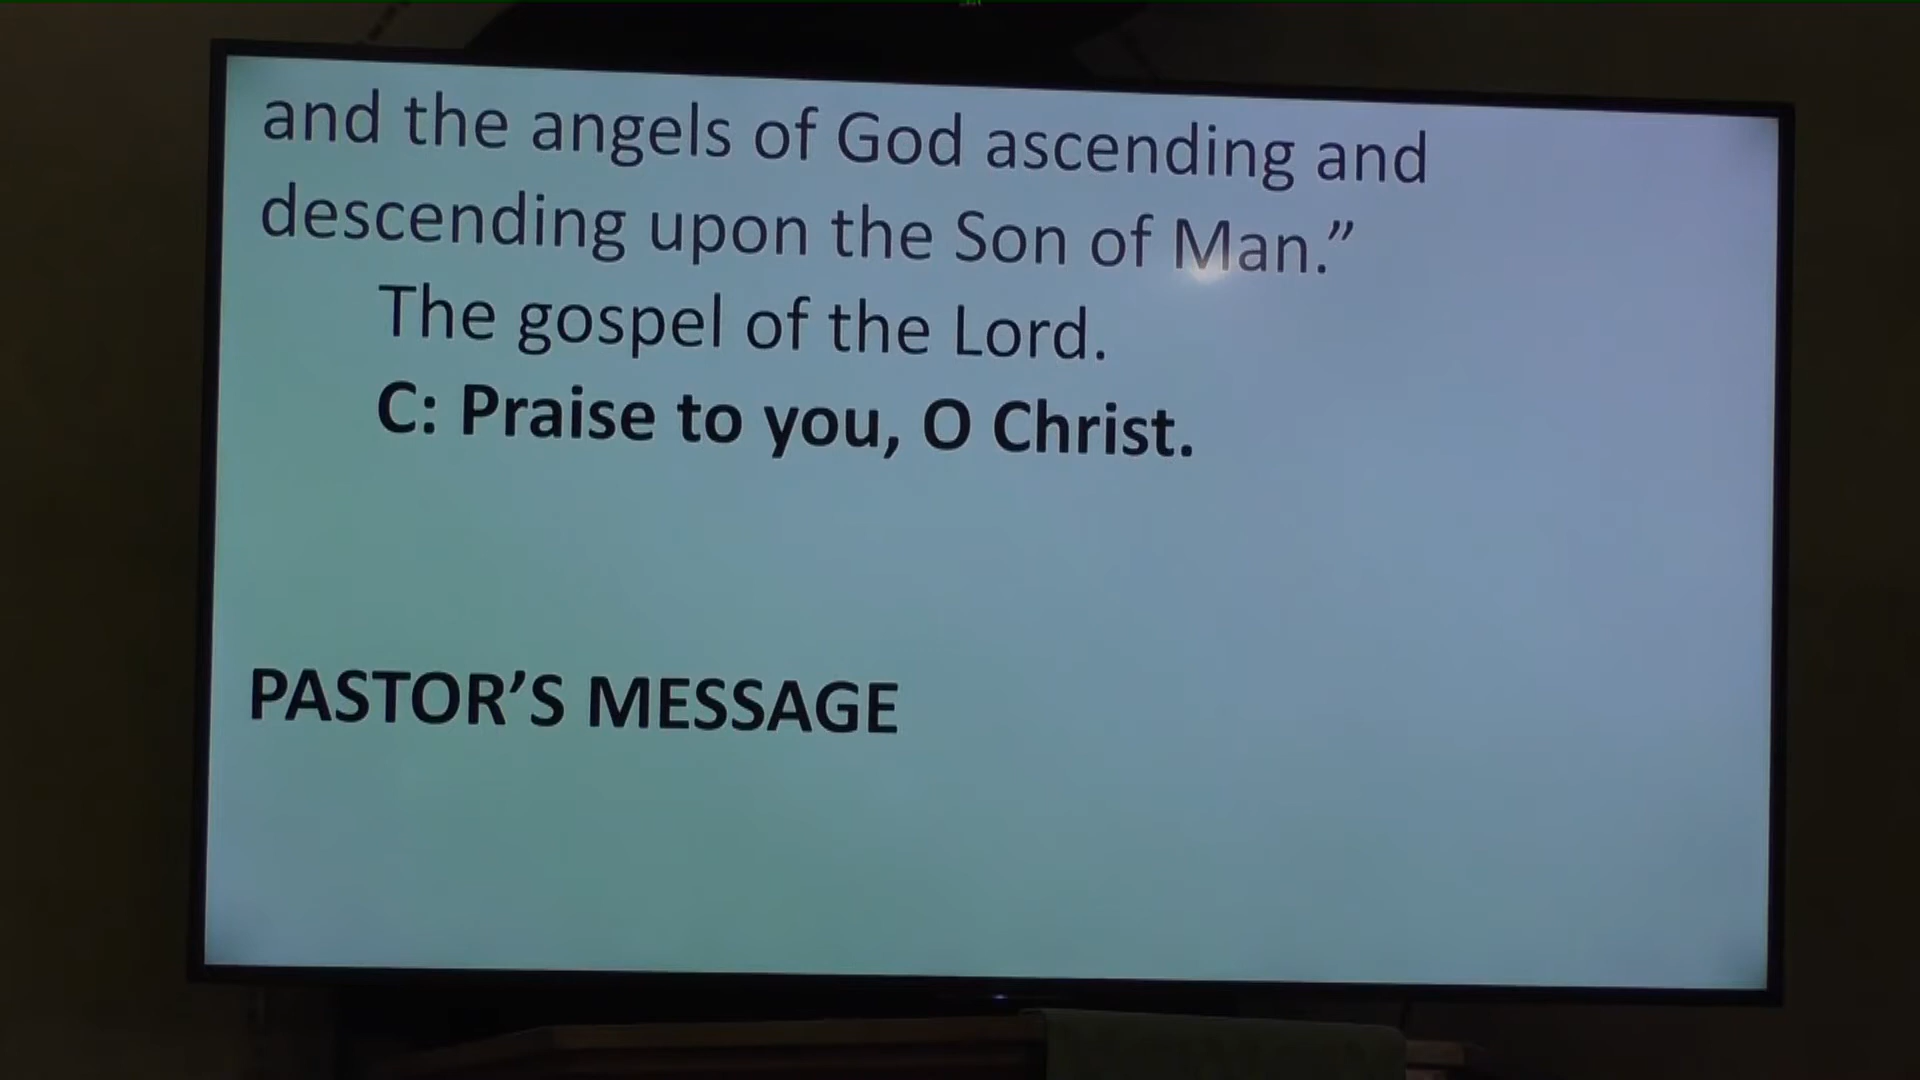 and the angels of God ascending and
descending upon the Son of Man.”
The gospel of the Lord.
C: Praise to you, O Christ.
PASTOR’S MESSAGE